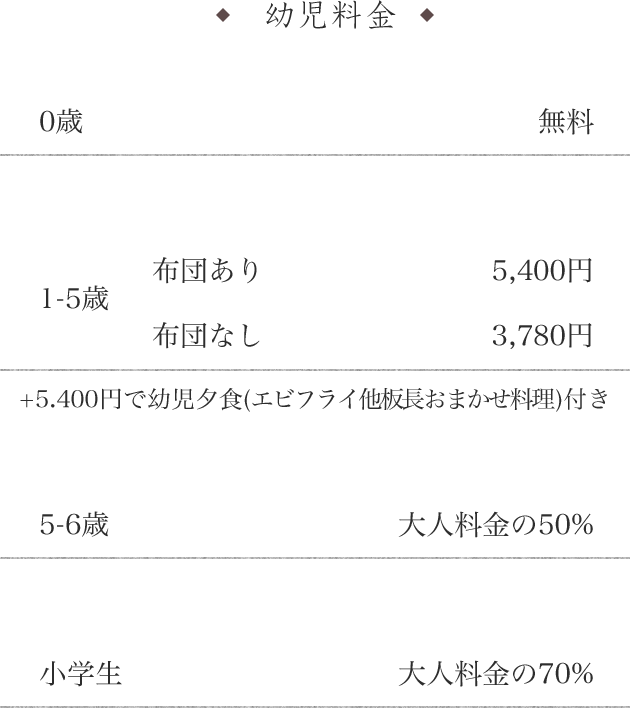 幼児料金
0歳 無料
布団あり 5,400円
1-5歳
布団なし 3,780円
+5.400円で幼児夕食(エビフライ他板長おまかせ料理)付き
5-6歳 大人料金の50%
小学生 大人料金の70%